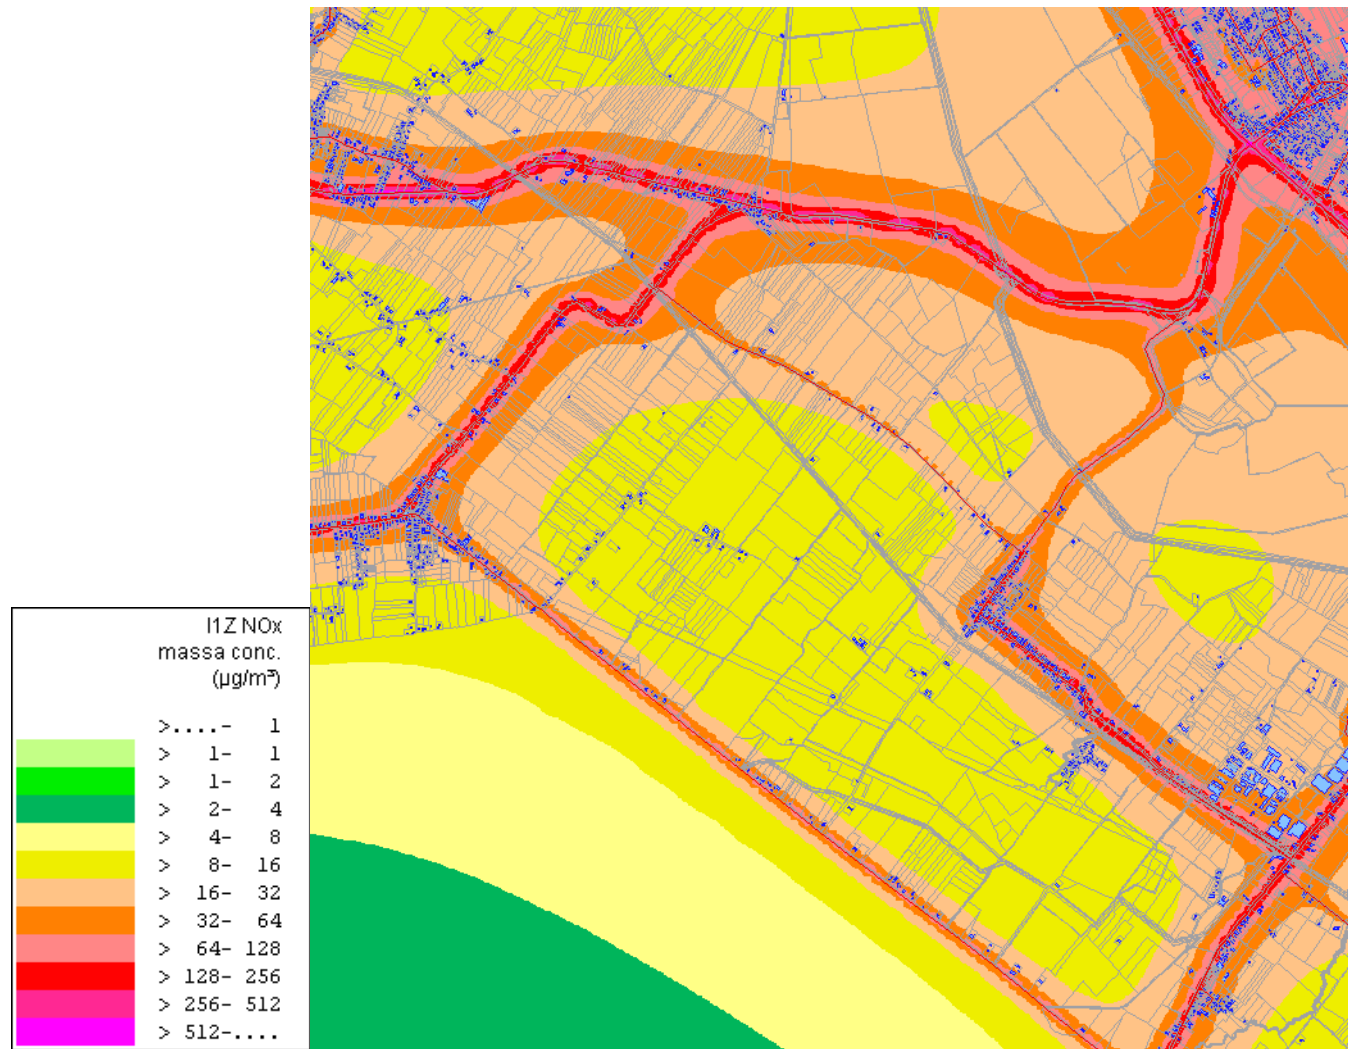 I1Z NOx
massa conc.
(µg/m³)
>....- 1
> 1- 1
> 1- 2
> 2- 4
> 4- 8
> 8- 16
> 16- 32
> 32- 64
> 64- 128
> 128- 256
> 256- 512
> 512-....